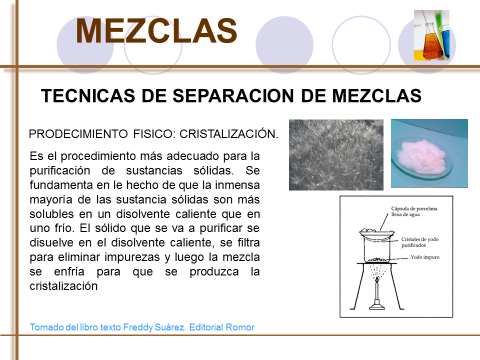 MEZCLAS
TECNICAS DE SEPARACION DE MEZCLAS
PRODECIMIENTO FISICO: CRISTALIZACIÓN.
Es el procedimiento más adecuado para la
purificación de sustancias sólidas. Se
fundamenta en le hecho de que la inmensa
mayoría de las sustancia sólidas son más
solubles en un disolvente caliente que en
uno frío. El sólido que se va a purificar se
disuelve en el disolvente caliente, se filtra
para eliminar impurezas y luego la mezcla
se enfría para que se produzca la
cristalización
Cápsula de porcelana
llena de agua
Cristales de yodo
purificados
Yodo impuro
Tomado del libro texto Freddy Suárez. Editorial Romor